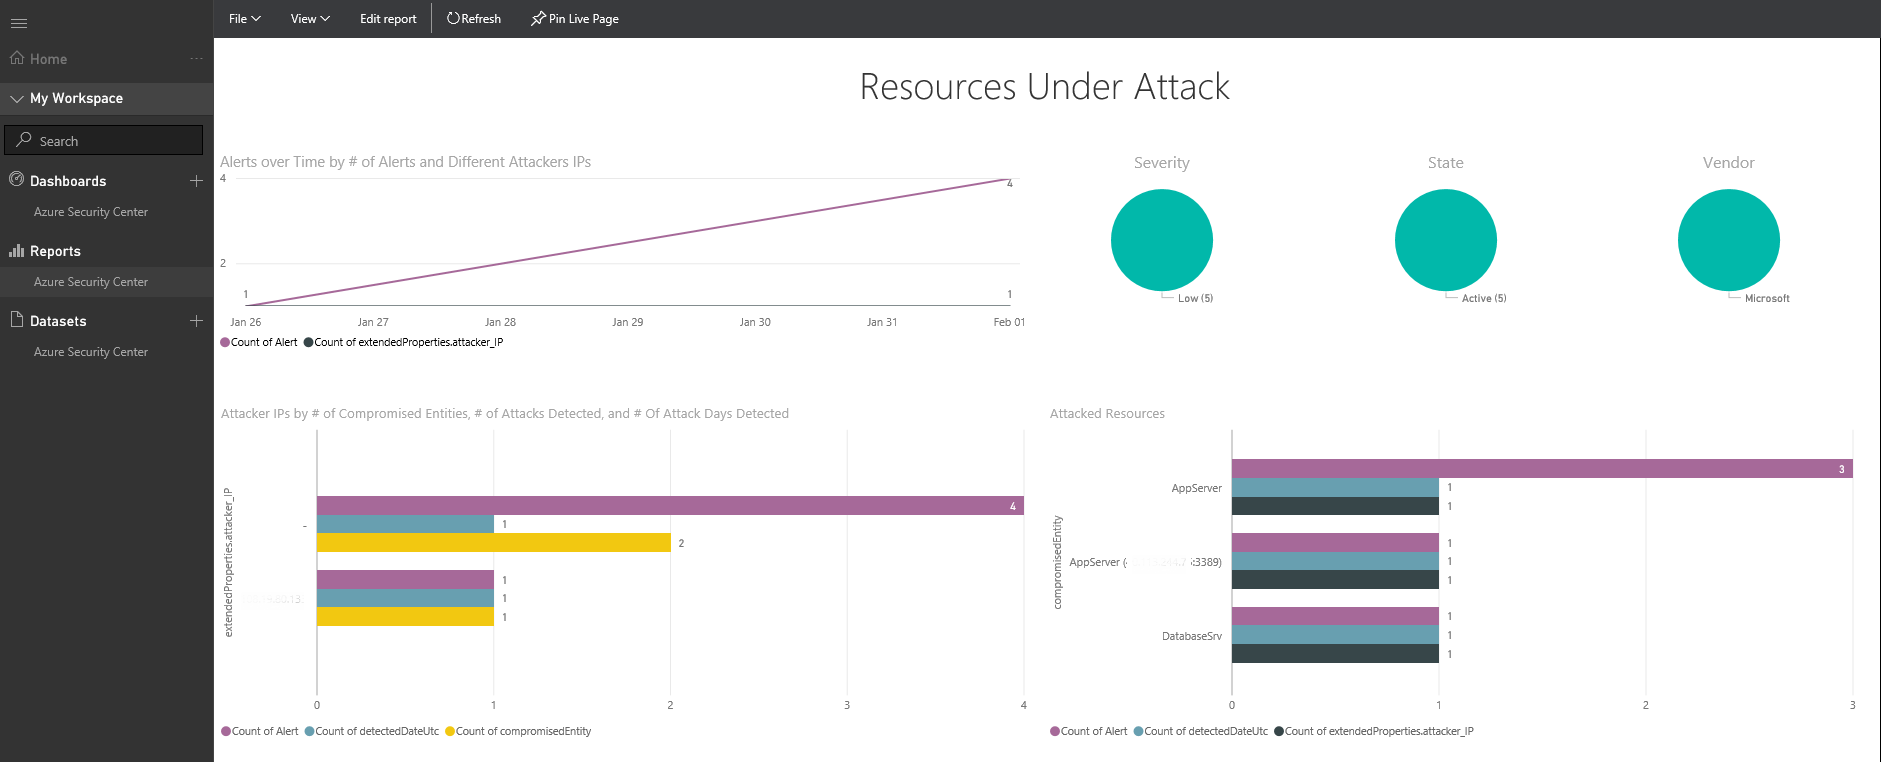 File View Edit report Refresh Pin Live Page
Home ...
My Workspace
Search
Dashboards
Azure Security Center
Reports
Azure Security Center
Datasets
Azure Security Center
Resources Under Attack
Alerts over Time by # of Alerts and Different Attackers IPs
4
4
2
1
1
Jan 26 Jan 27 Jan 28 Jan 29 Jan 30 Jan 31 Feb 01
Count of Alert Count of extendedProperties.attacker_IP
Severity
Low (5)
State
Active (5)
Vendor
Microsoft
Attacker IPs by # of Compromised Entities, # of Attacks Detected, and # Of Attack Days Detected
extendedProperties.attacker_IP
-
4
1
2
1
1
1
0 1 2 3 4
Count of Alert Count of detectedDateUtc Count of compromisedEntity
Attacked Resources
compromisedEntity
AppServer
3
1
1
AppServer ( :3389)
1
1
1
DatabaseSrv
1
1
1
0 1 2 3
Count of Alert Count of detectedDateUtc Count of extendedProperties.attacker_IP